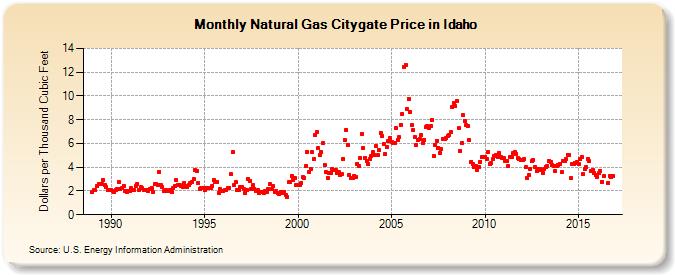 Monthly Natural Gas Citygate Price in Idaho
Dollars per Thousand Cubic Feet
14
12
10
8
6
4
2
0
1990 1995 2000 2005 2010 2015
Source: U.S. Energy Information Administration